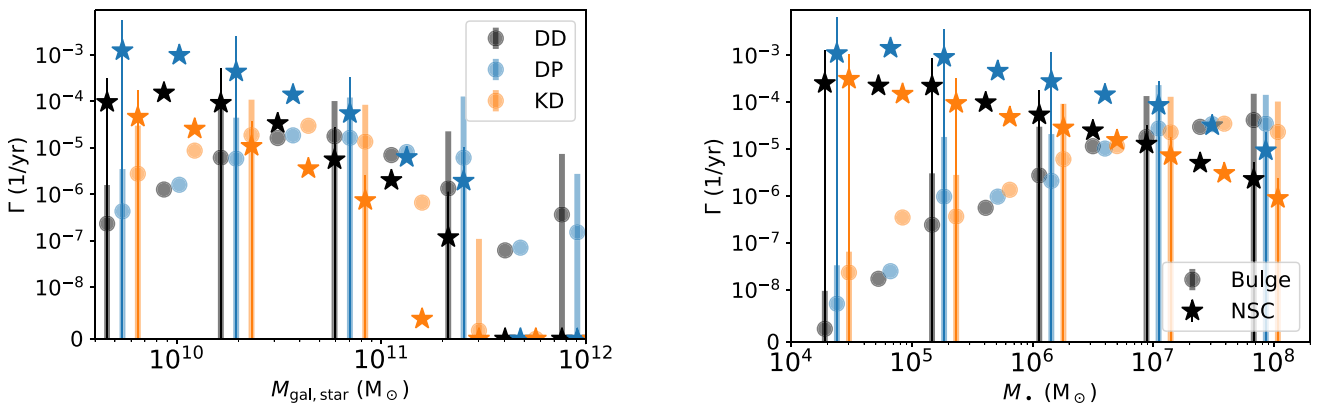 10⁻³
10⁻⁴
10⁻⁵
10⁻⁶
10⁻⁷
10⁻⁸
0
Γ (1/yr)
DD
DP
KD
10¹⁰
10¹¹
10¹²
M_gal, star (M_⊙)
10⁻³
10⁻⁴
10⁻⁵
10⁻⁶
10⁻⁷
10⁻⁸
0
Γ (1/yr)
Bulge
NSC
10⁴
10⁵
10⁶
10⁷
10⁸
M_• (M_⊙)